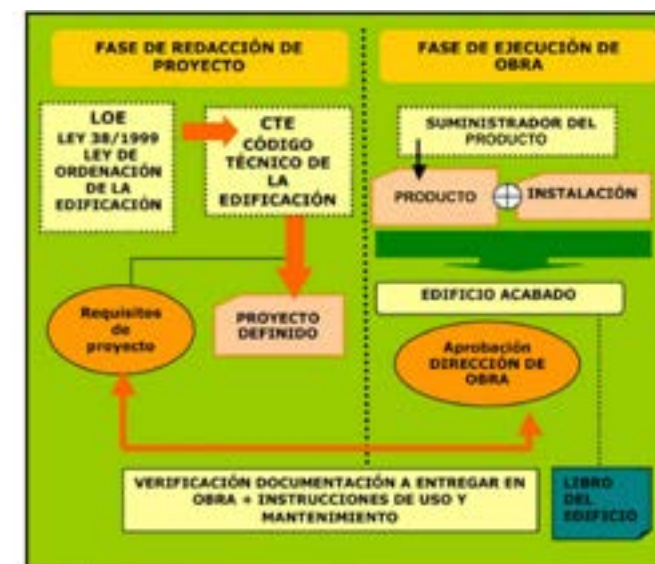 FASE DE REDACCIÓN DE
PROYECTO
LOE
LEY 38/1999
LEY DE
ORDENACIÓN
DE LA
EDIFICACIÓN
CTE
CÓDIGO
TÉCNICO DE
LA
EDIFICACIÓN
Requisitos
de
proyecto
PROYECTO
DEFINIDO
FASE DE EJECUCIÓN DE
OBRA
SUMINISTRADOR DEL
PRODUCTO
PRODUCTO
INSTALACIÓN
EDIFICIO ACABADO
Aprobación
DIRECCIÓN DE
OBRA
VERIFICACIÓN DOCUMENTACIÓN A ENTREGAR EN
OBRA + INSTRUCCIONES DE USO Y
MANTENIMIENTO
LIBRO
DEL
EDIFICIO